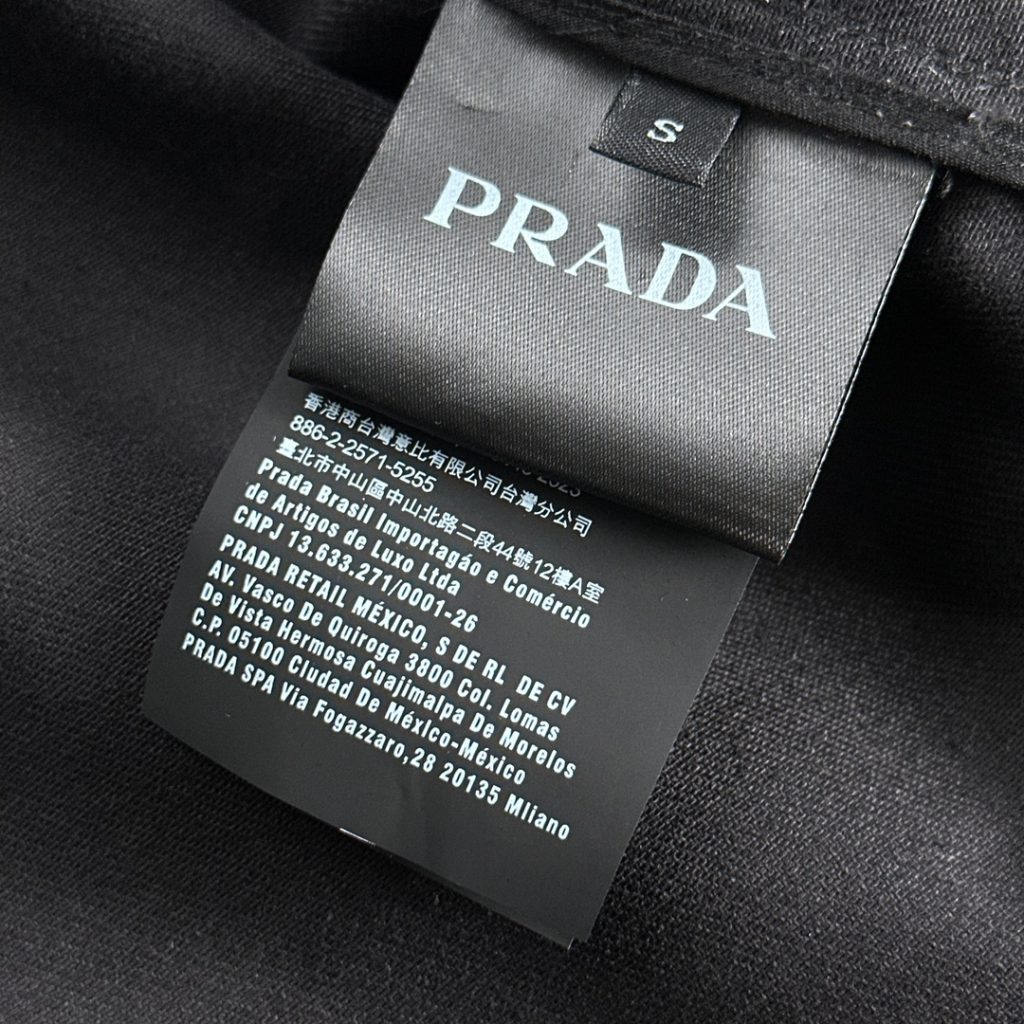 S
PRADA
香港商台灣意比有限公司台灣分公司
886-2-2571-5255
臺北市中山區中山北路二段44號12樓A室
Prada Brasil Importagáo e Comércio
de Artigos de Luxo Ltda
CNPJ 13.633.271/0001-26
PRADA RETAIL MÉXICO, S DE RL DE CV
AV. Vasco De Quiroga 3800 Col. Lomas
De Vista Hermosa Cuajimalpa De Morelos
C.P. 05100 Ciudad De México-México
PRADA SPA Via Fogazzaro,28 20135 Mliano